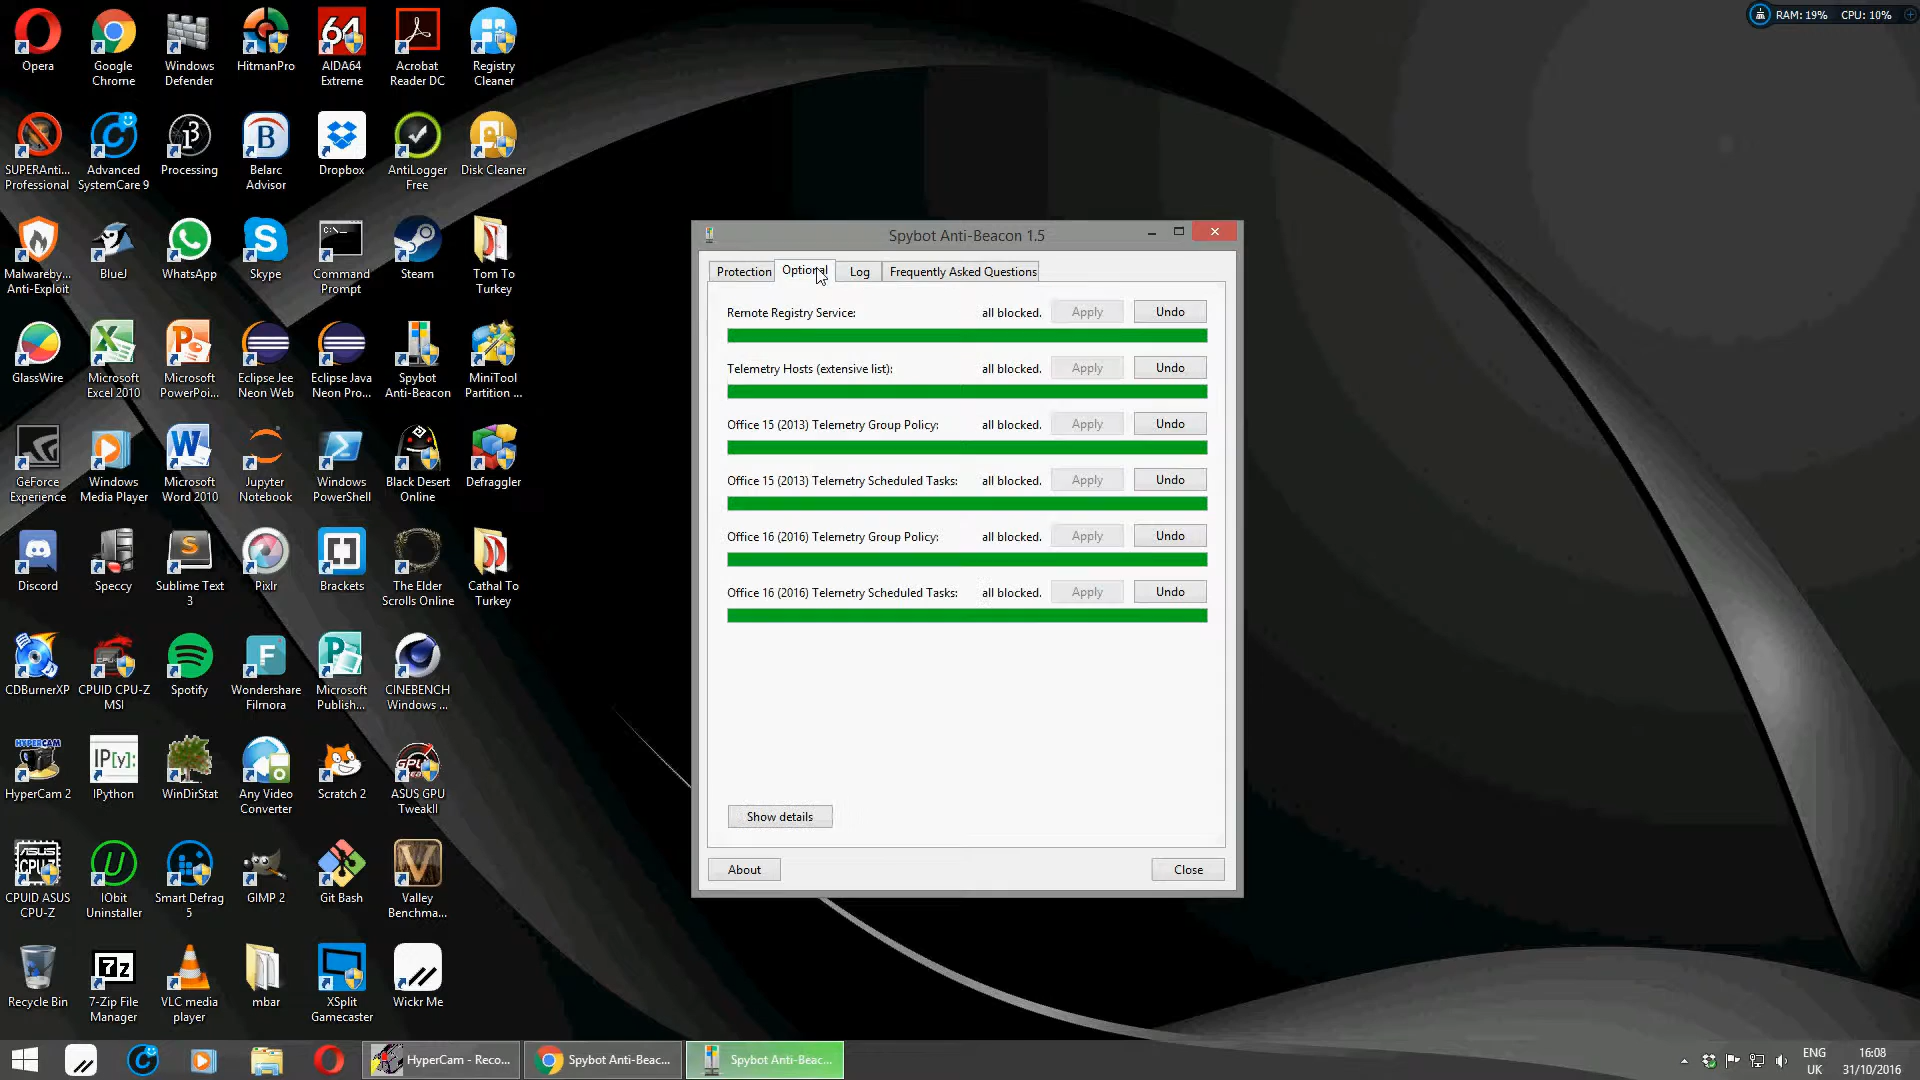 Opera
Google
Chrome
Windows
Defender
HitmanPro
64
AIDA64
Extreme
Acrobat
Reader DC
Registry
Cleaner
RAM: 19%
CPU: 10%
SUPERAnti...
Professional
Advanced
SystemCare 9
Processing
Belarc
Advisor
Dropbox
AntiLogger
Free
Disk Cleaner
Malwareby...
Anti-Exploit
BlueJ
WhatsApp
Skype
Command
Prompt
Steam
Tom To
Turkey
GlassWire
Microsoft
Excel 2010
Microsoft
PowerPoi...
Eclipse Jee
Neon Web
Eclipse Java
Neon Pro...
Spybot
Anti-Beacon
MiniTool
Partition ...
GeForce
Experience
Windows
Media Player
Microsoft
Word 2010
Jupyter
Notebook
Windows
PowerShell
Black Desert
Online
Defraggler
Discord
Speccy
Sublime Text
3
Pixlr
Brackets
The Elder
Scrolls Online
Cathal To
Turkey
CDBurnerXP
CPUID CPU-Z
MSI
Spotify
Wondershare
Filmora
Microsoft
Publish...
CINEBENCH
Windows ...
HyperCam 2
IP[y]:
IPython
WinDirStat
Any Video
Converter
Scratch 2
ASUS GPU
TweakII
CPUID ASUS
CPU-Z
IObit
Uninstaller
Smart Defrag
5
GIMP 2
Git Bash
Valley
Benchma...
Recycle Bin
7z
7-Zip File
Manager
VLC media
player
mbar
XSplit
Gamecaster
Wickr Me
Spybot Anti-Beacon 1.5
Protection
Optional
Log
Frequently Asked Questions
Remote Registry Service: all blocked. Apply Undo
Telemetry Hosts (extensive list): all blocked. Apply Undo
Office 15 (2013) Telemetry Group Policy: all blocked. Apply Undo
Office 15 (2013) Telemetry Scheduled Tasks: all blocked. Apply Undo
Office 16 (2016) Telemetry Group Policy: all blocked. Apply Undo
Office 16 (2016) Telemetry Scheduled Tasks: all blocked. Apply Undo
Show details
About
Close
HyperCam - Reco...
Spybot Anti-Beac...
Spybot Anti-Beac...
ENG
UK
16:08
31/10/2016